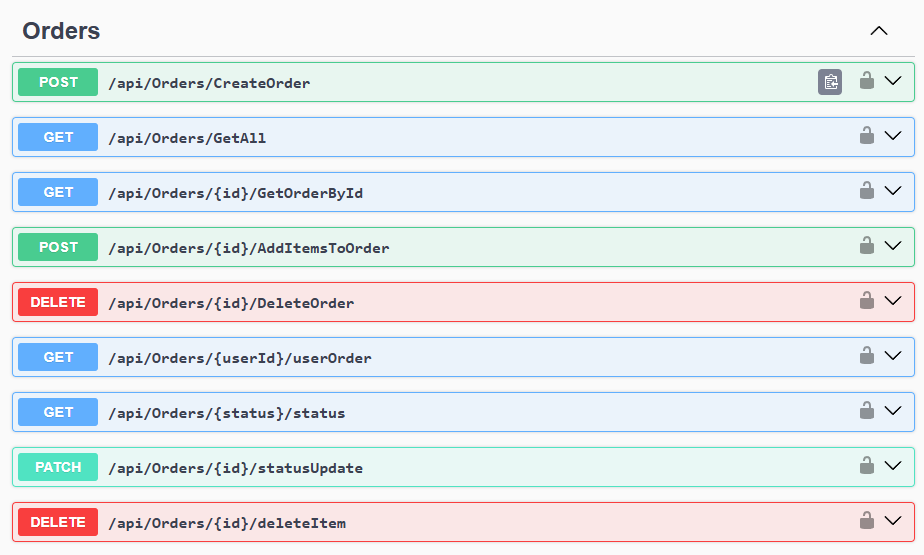 Orders
POST /api/Orders/CreateOrder
GET /api/Orders/GetAll
GET /api/Orders/{id}/GetOrderById
POST /api/Orders/{id}/AddItemsToOrder
DELETE /api/Orders/{id}/DeleteOrder
GET /api/Orders/{userId}/userOrder
GET /api/Orders/{status}/status
PATCH /api/Orders/{id}/statusUpdate
DELETE /api/Orders/{id}/deleteItem